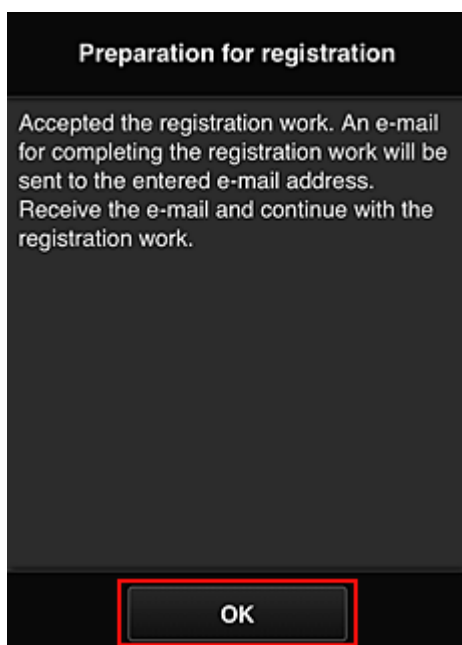 Preparation for registration
Accepted the registration work. An e-mail
for completing the registration work will be
sent to the entered e-mail address.
Receive the e-mail and continue with the
registration work.
OK